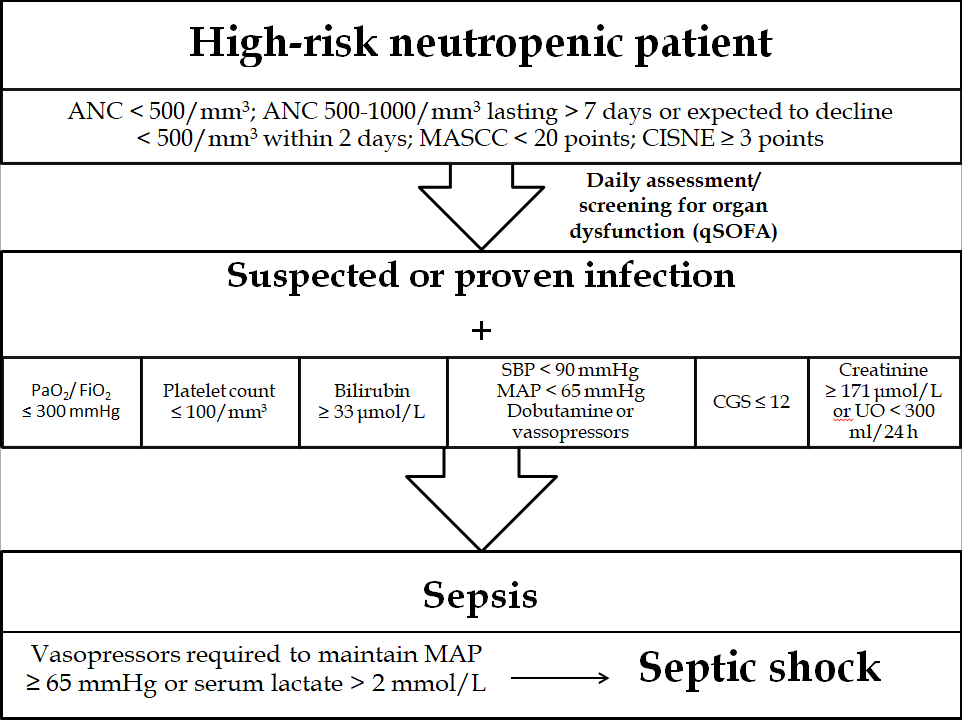 High-risk neutropenic patient
ANC < 500/mm³; ANC 500-1000/mm³ lasting > 7 days or expected to decline
< 500/mm³ within 2 days; MASCC < 20 points; CISNE ≥ 3 points
Daily assessment/
screening for organ
dysfunction (qSOFA)
Suspected or proven infection
+
PaO₂/ FiO₂
≤ 300 mmHg
Platelet count
≤ 100/mm³
Bilirubin
≥ 33 µmol/L
SBP < 90 mmHg
MAP < 65 mmHg
Dobutamine or
vassopressors
CGS ≤ 12
Creatinine
≥ 171 µmol/L
or UO < 300
ml/24 h
Sepsis
Vasopressors required to maintain MAP
≥ 65 mmHg or serum lactate > 2 mmol/L
Septic shock